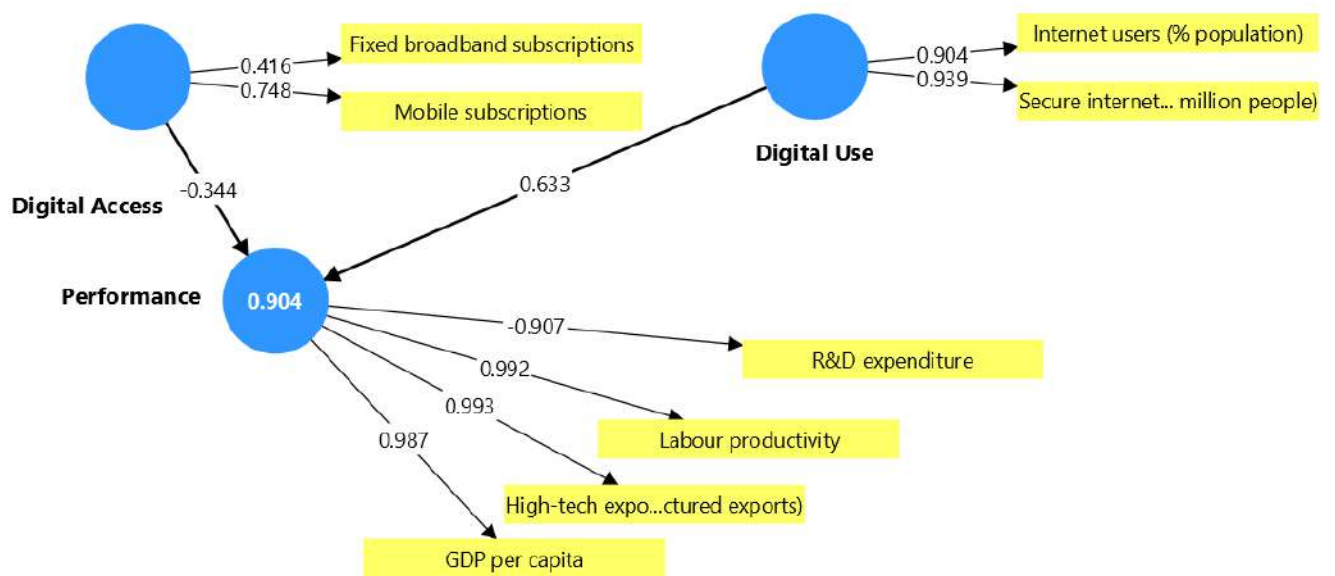 Fixed broadband subscriptions
0.416
0.748
Mobile subscriptions
Internet users (% population)
0.904
0.939
Secure internet... million people)
Digital Use
-0.344
0.633
Digital Access
Performance
0.904
-0.907
R&D expenditure
0.992
Labour productivity
0.993
0.987
High-tech expo...ctured exports)
GDP per capita